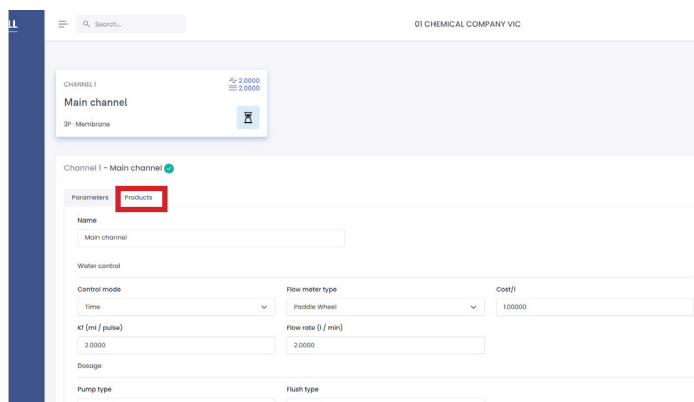 LL
Search...
01 CHEMICAL COMPANY VIC
CHANNEL 1
2.0000
2.0000
Main channel
3P - Membrane
Channel 1 - Main channel
Parameters
Products
Name
Main channel
Water control
Control mode
Flow meter type
Cost/l
Time
Paddle Wheel
1.00000
Kf (ml / pulse)
Flow rate (l / min)
2.0000
2.0000
Dosage
Pump type
Flush type